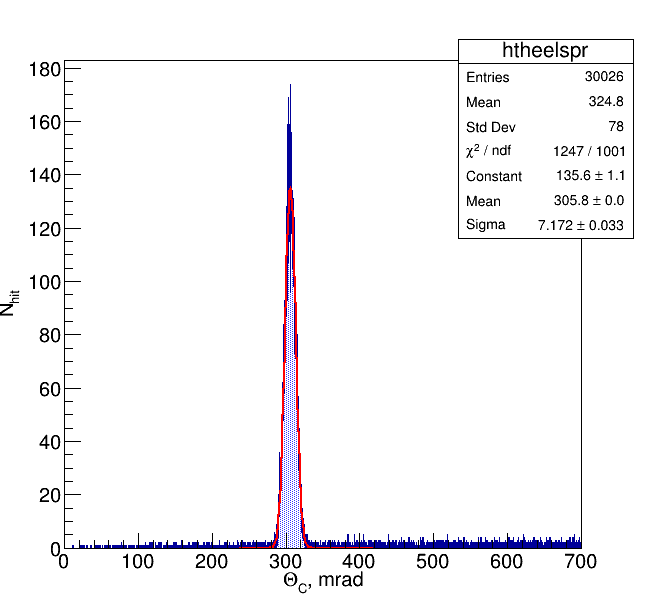 htheelspr
Entries 30026
Mean 324.8
Std Dev 78
χ² / ndf 1247 / 1001
Constant 135.6 ± 1.1
Mean 305.8 ± 0.0
Sigma 7.172 ± 0.033
180
160
140
120
100
80
60
40
20
0
N_hit
0 100 200 300 400 500 600 700
Θ_C, mrad